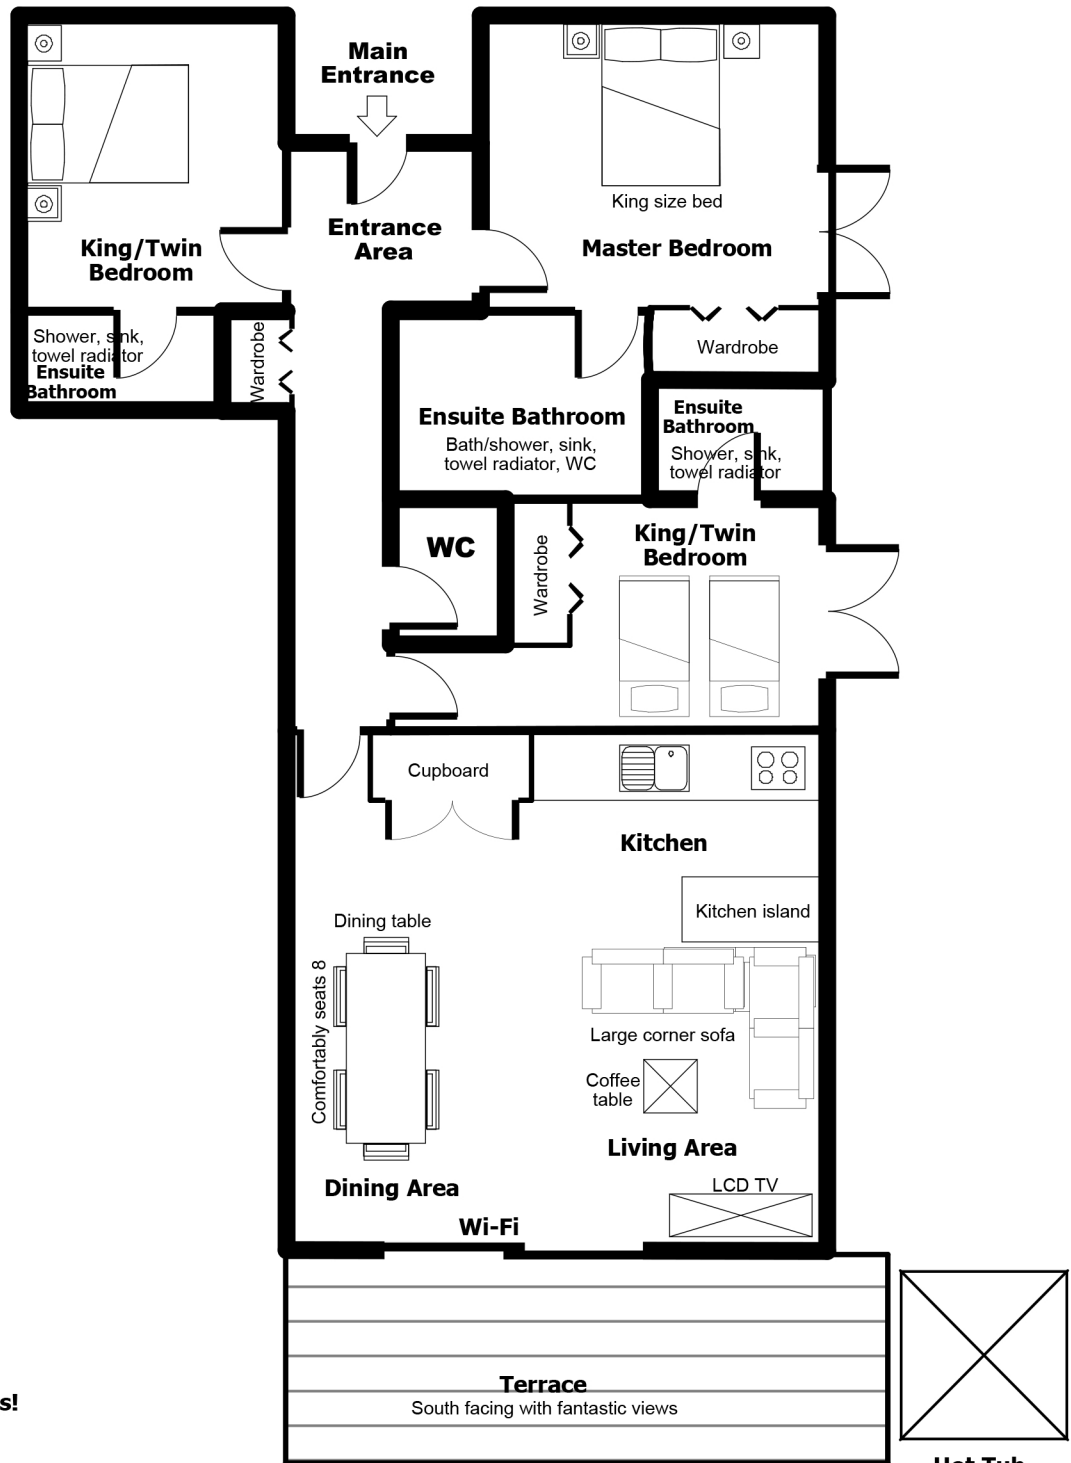 Main
Entrance
Entrance
Area
King/Twin
Bedroom
King size bed
Master Bedroom
Shower, sink,
towel radiator
Ensuite
Bathroom
Wardrobe
Wardrobe
Ensuite Bathroom
Bath/shower, sink,
towel radiator, WC
Ensuite
Bathroom
Shower, sink,
towel radiator
WC
Wardrobe
King/Twin
Bedroom
Cupboard
Kitchen
Kitchen island
Dining table
Comfortably seats 8
Large corner sofa
Coffee
table
Living Area
Dining Area
LCD TV
Wi-Fi
Terrace
South facing with fantastic views
s!
Hot Tub